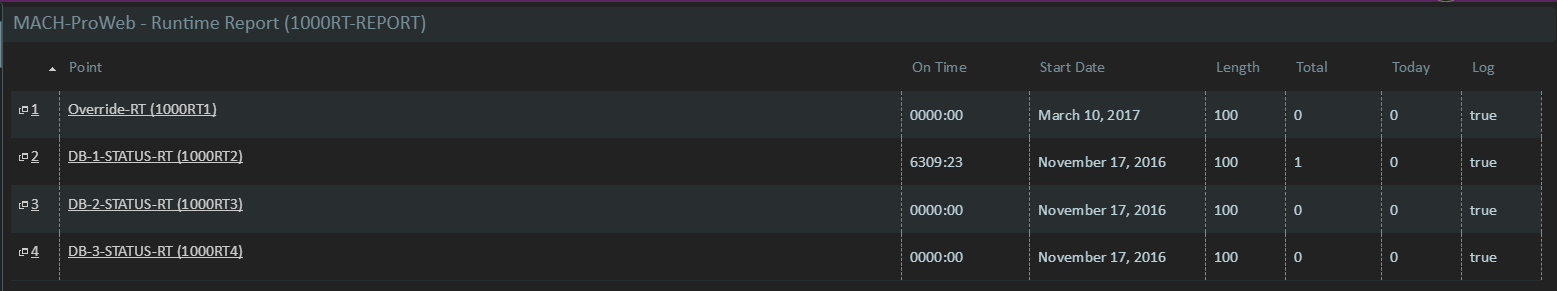 MACH-ProWeb - Runtime Report (1000RT-REPORT)
Point On Time Start Date Length Total Today Log
1 Override-RT (1000RT1) 0000:00 March 10, 2017 100 0 0 true
2 DB-1-STATUS-RT (1000RT2) 6309:23 November 17, 2016 100 1 0 true
3 DB-2-STATUS-RT (1000RT3) 0000:00 November 17, 2016 100 0 0 true
4 DB-3-STATUS-RT (1000RT4) 0000:00 November 17, 2016 100 0 0 true